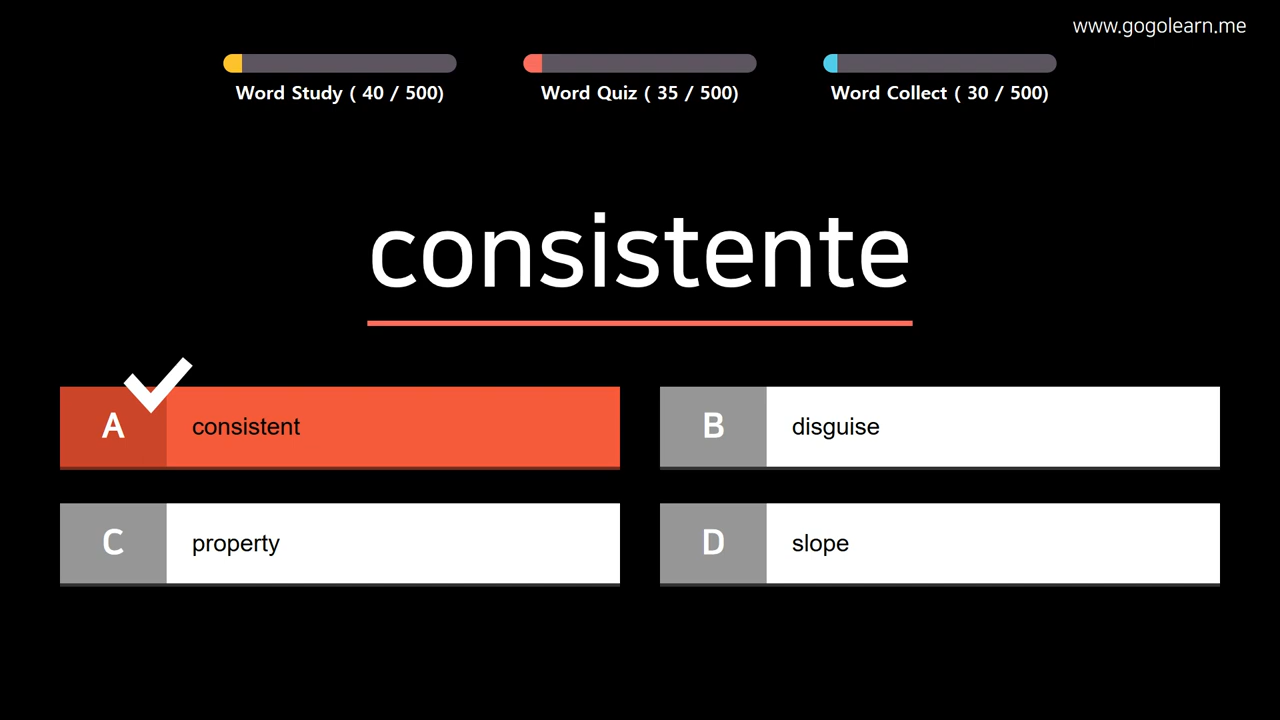 www.gogolearn.me
Word Study ( 40 / 500)
Word Quiz ( 35 / 500)
Word Collect ( 30 / 500)
consistente
A consistent
B disguise
C property
D slope